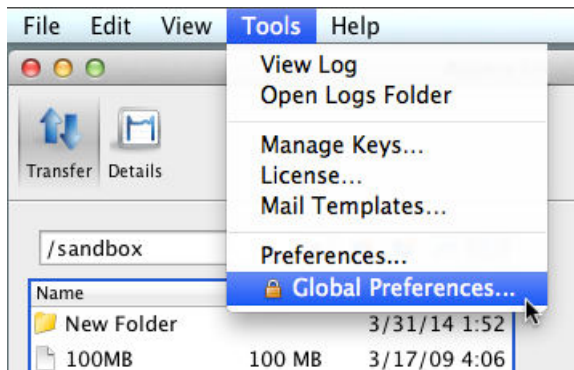 File Edit View Tools Help
View Log
Open Logs Folder
Manage Keys...
License...
Mail Templates...
Preferences...
Global Preferences...
Transfer Details
/sandbox
Name
New Folder 3/31/14 1:52
100MB 100 MB 3/17/09 4:06